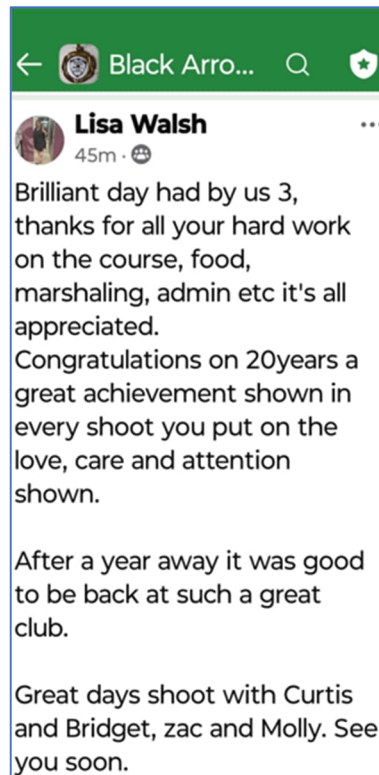 Black Arro...
Lisa Walsh
45m ·
Brilliant day had by us 3,
thanks for all your hard work
on the course, food,
marshaling, admin etc it's all
appreciated.
Congratulations on 20years a
great achievement shown in
every shoot you put on the
love, care and attention
shown.
After a year away it was good
to be back at such a great
club.
Great days shoot with Curtis
and Bridget, zac and Molly. See
you soon.